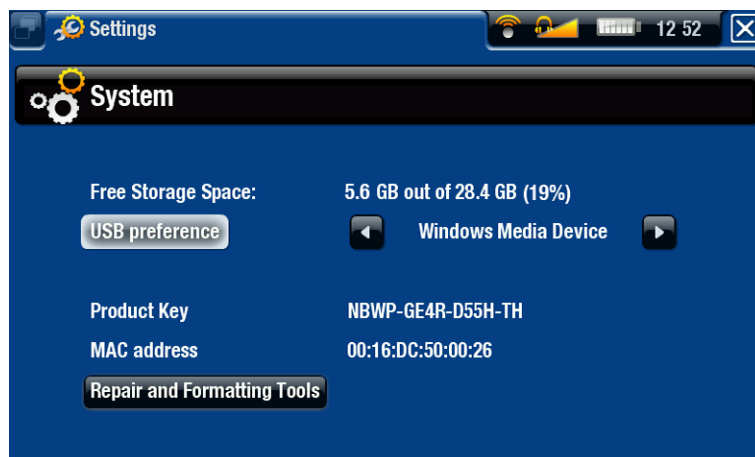 Settings
12 52
System
Free Storage Space: 5.6 GB out of 28.4 GB (19%)
USB preference Windows Media Device
Product Key NBWP-GE4R-D55H-TH
MAC address 00:16:DC:50:00:26
Repair and Formatting Tools